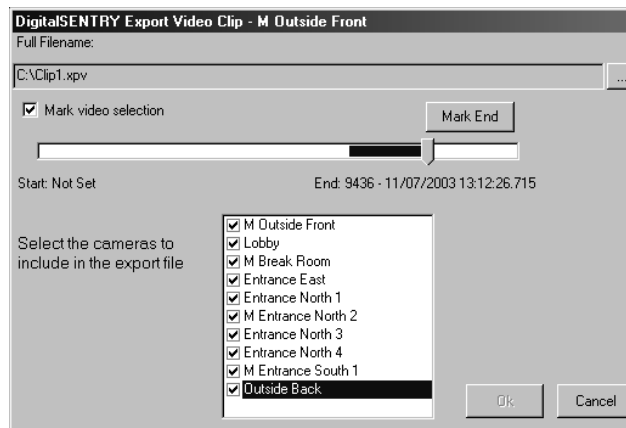 DigitalSENTRY Export Video Clip - M Outside Front
Full Filename:
C:\Clip1.xpv
...
Mark video selection
Mark End
Start: Not Set
End: 9436 - 11/07/2003 13:12:26.715
Select the cameras to
include in the export file
M Outside Front
Lobby
M Break Room
Entrance East
Entrance North 1
M Entrance North 2
Entrance North 3
Entrance North 4
M Entrance South 1
Outside Back
Ok
Cancel